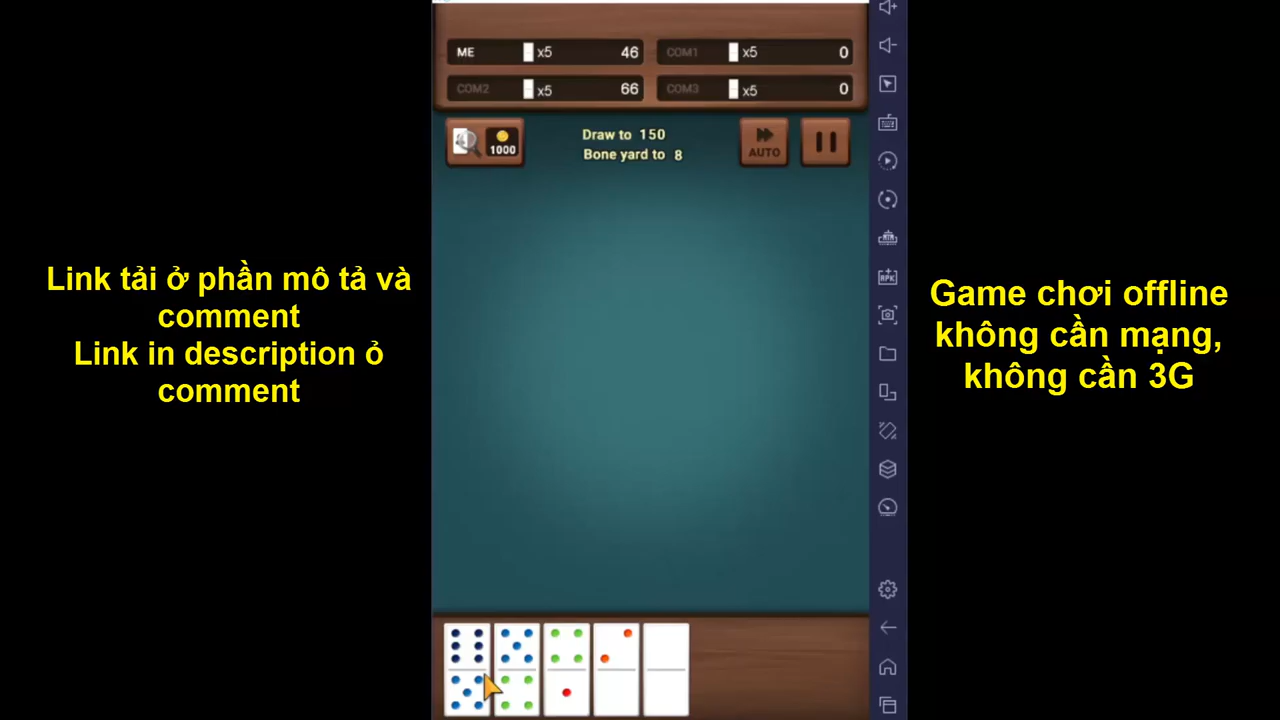 ME x5 46 COM1 x5 0
COM2 x5 66 COM3 x5 0
1000
Draw to 150
Bone yard to 8
AUTO
Link tải ở phần mô tả và
comment
Link in description ỏ
comment
Game chơi offline
không cần mạng,
không cần 3G
RPK